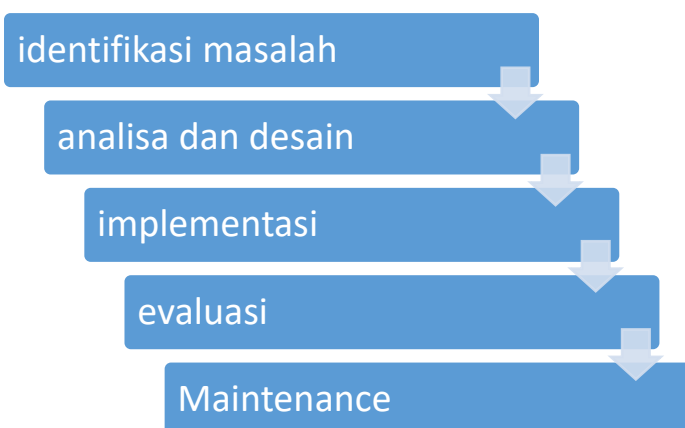 identifikasi masalah
analisa dan desain
implementasi
evaluasi
Maintenance